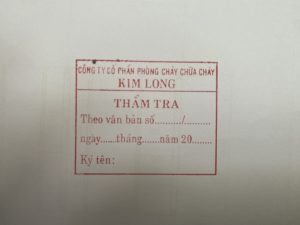 CÔNG TY CỔ PHẦN PHÒNG CHÁY CHỮA CHÁY
KIM LONG
THẨM TRA
Theo văn bản số........../..........
ngày......tháng.......năm 20........
Ký tên: